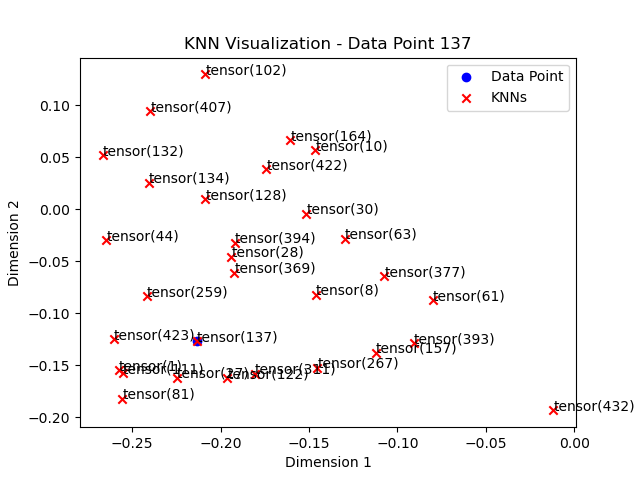 KNN Visualization - Data Point 137
tensor(102)
Data Point
KNNs
tensor(407)
0.10
tensor(164)
tensor(10)
tensor(132)
0.05
tensor(422)
tensor(134)
tensor(128)
0.00
tensor(30)
tensor(63)
tensor(44)
tensor(394)
tensor(28)
−0.05
tensor(369)
tensor(377)
tensor(259)
tensor(8)
tensor(61)
−0.10
tensor(423)
tensor(137)
tensor(393)
tensor(157)
−0.15
tensor(1)
tensor(111)
tensor(267)
tensor(122)
tensor(81)
tensor(432)
−0.20
−0.25
−0.20
−0.15
−0.10
−0.05
0.00
Dimension 1
Dimension 2